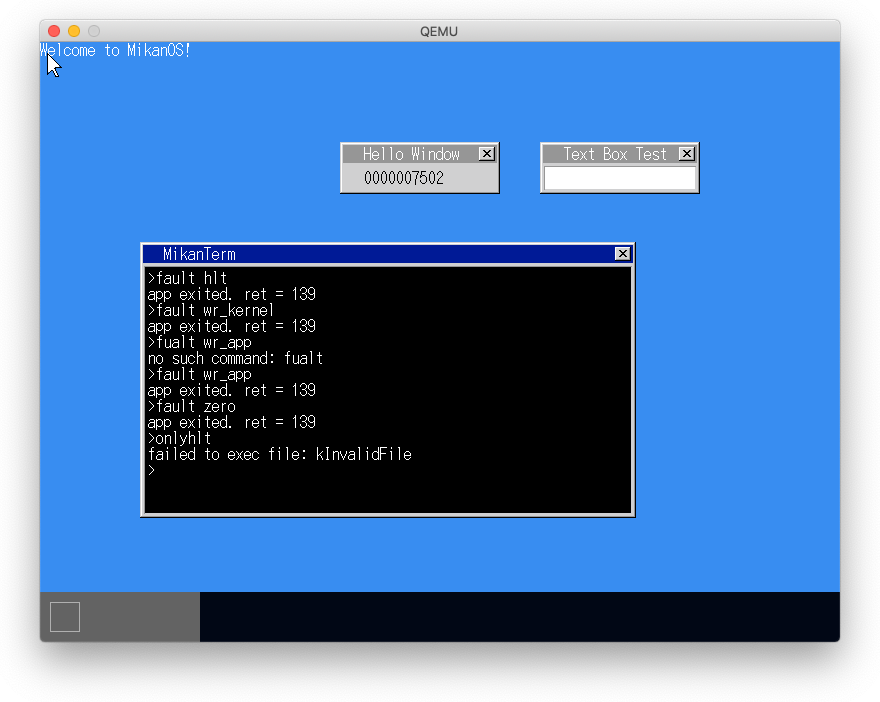 QEMU
Welcome to MikanOS!
Hello Window
0000007502
Text Box Test
MikanTerm
>fault hlt
app exited. ret = 139
>fault wr_kernel
app exited. ret = 139
>fualt wr_app
no such command: fualt
>fault wr_app
app exited. ret = 139
>fault zero
app exited. ret = 139
>onlyhlt
failed to exec file: kInvalidFile
>